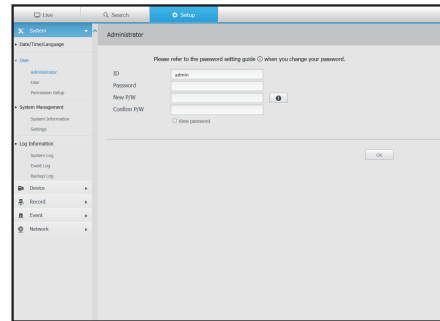 Live
Search
Setup
System
Date/Time/Language
User
Administrator
User
Permission Setup
System Management
System Information
Settings
Log Information
System Log
Event Log
Backup Log
Device
Record
Event
Network
Administrator
Please refer to the password setting guide ⓘ when you change your password.
ID admin
Password
New P/W
Confirm P/W
View password
OK